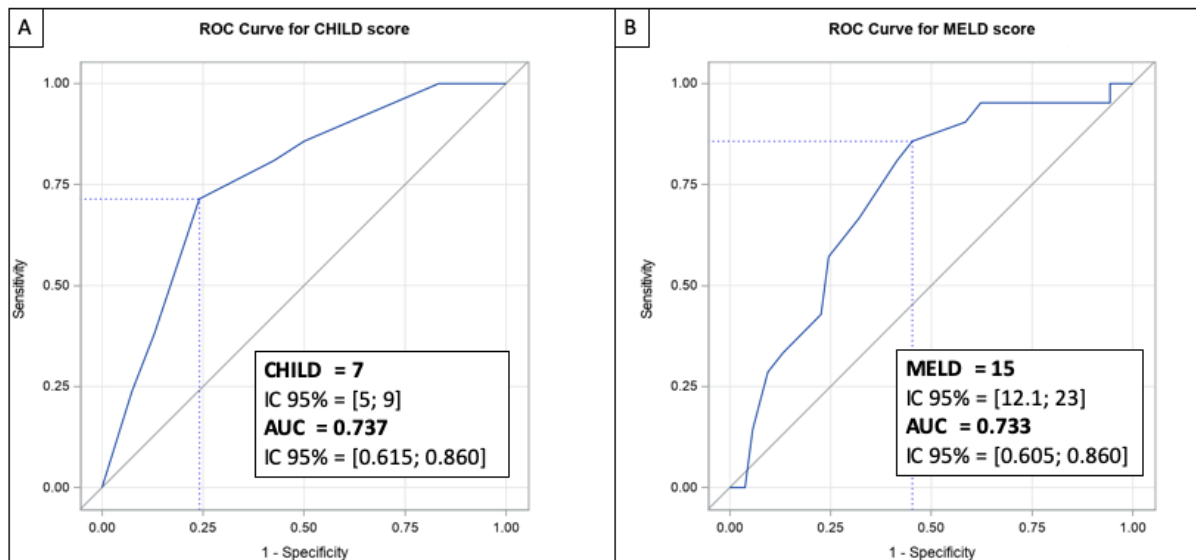 A
ROC Curve for CHILD score
1.00
0.75
0.50
0.25
0.00
Sensitivity
0.00 0.25 0.50 0.75 1.00
1 - Specificity
CHILD = 7
IC 95% = [5; 9]
AUC = 0.737
IC 95% = [0.615; 0.860]
B
ROC Curve for MELD score
1.00
0.75
0.50
0.25
0.00
Sensitivity
0.00 0.25 0.50 0.75 1.00
1 - Specificity
MELD = 15
IC 95% = [12.1; 23]
AUC = 0.733
IC 95% = [0.605; 0.860]